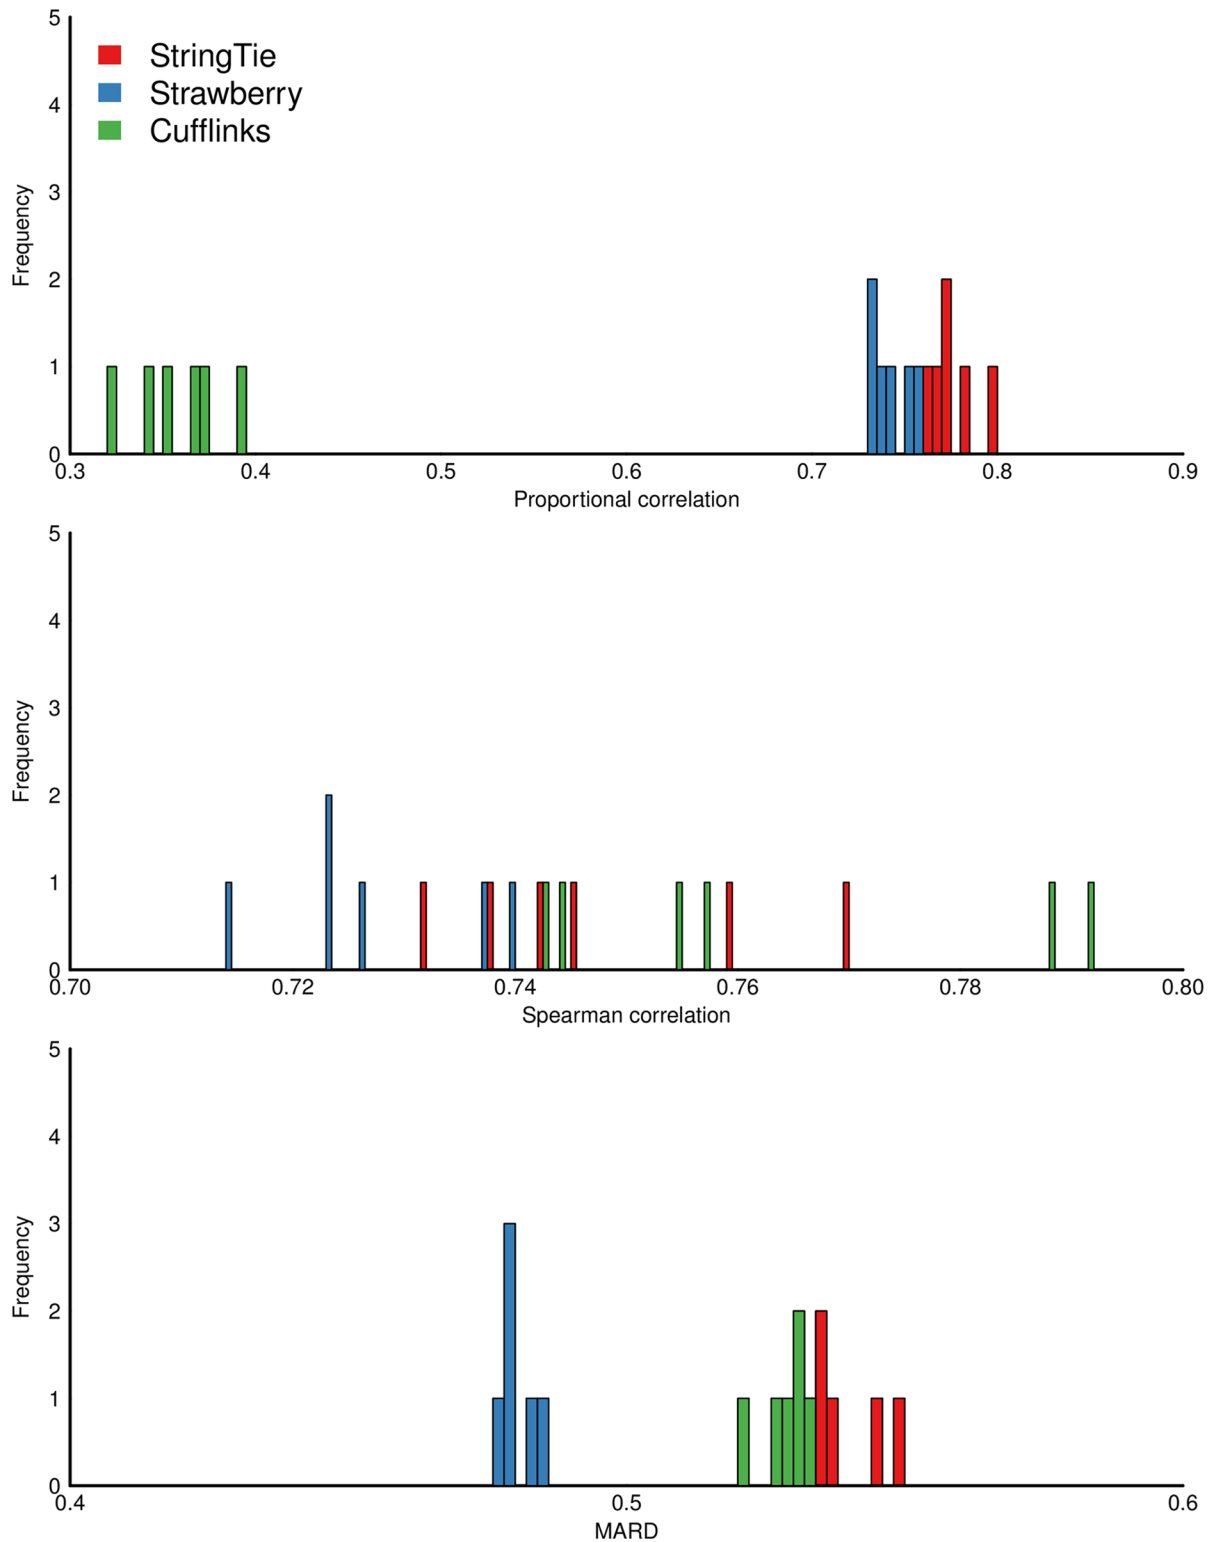 5
StringTie
4
Strawberry
Cufflinks
3
Frequency
2
1
0
0.3 0.4 0.5 0.6 0.7 0.8 0.9
Proportional correlation
5
4
3
Frequency
2
1
0
0.70 0.72 0.74 0.76 0.78 0.80
Spearman correlation
5
4
3
Frequency
2
1
0
0.4 0.5 0.6
MARD